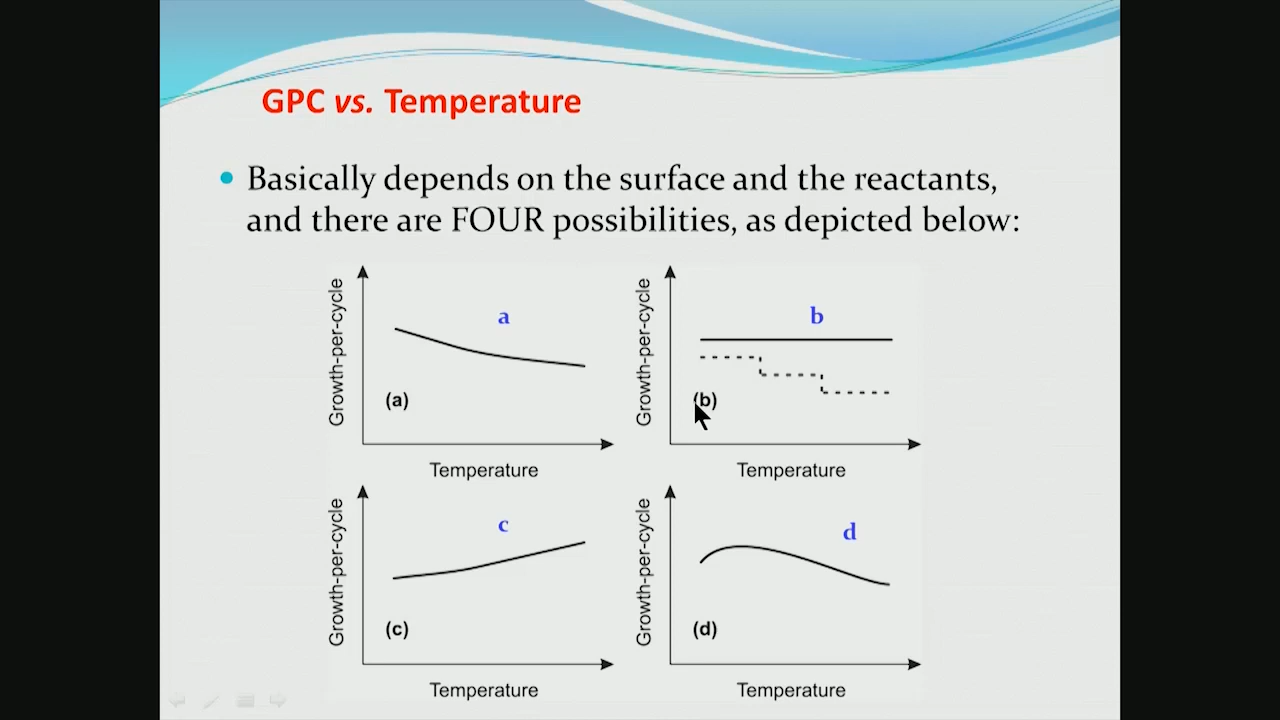 GPC vs. Temperature
• Basically depends on the surface and the reactants,
and there are FOUR possibilities, as depicted below:
Growth-per-cycle
a
(a)
Temperature
Growth-per-cycle
b
(b)
Temperature
Growth-per-cycle
c
(c)
Temperature
Growth-per-cycle
d
(d)
Temperature